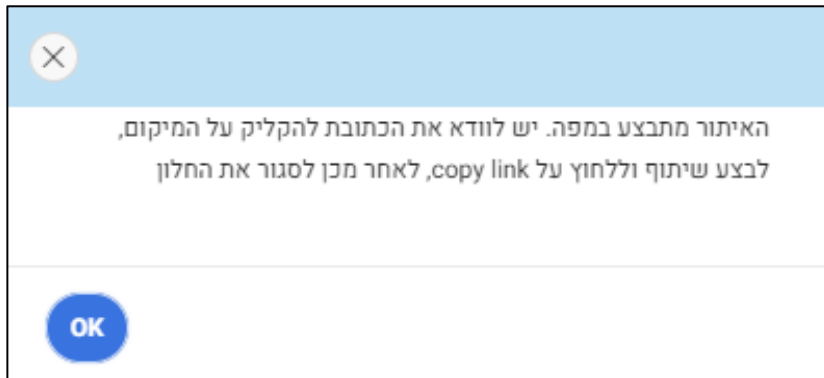 האיתור מתבצע במפה. יש לוודא את הכתובת להקליק על המיקום,
לבצע שיתוף וללחוץ על copy link, לאחר מכן לסגור את החלון
OK